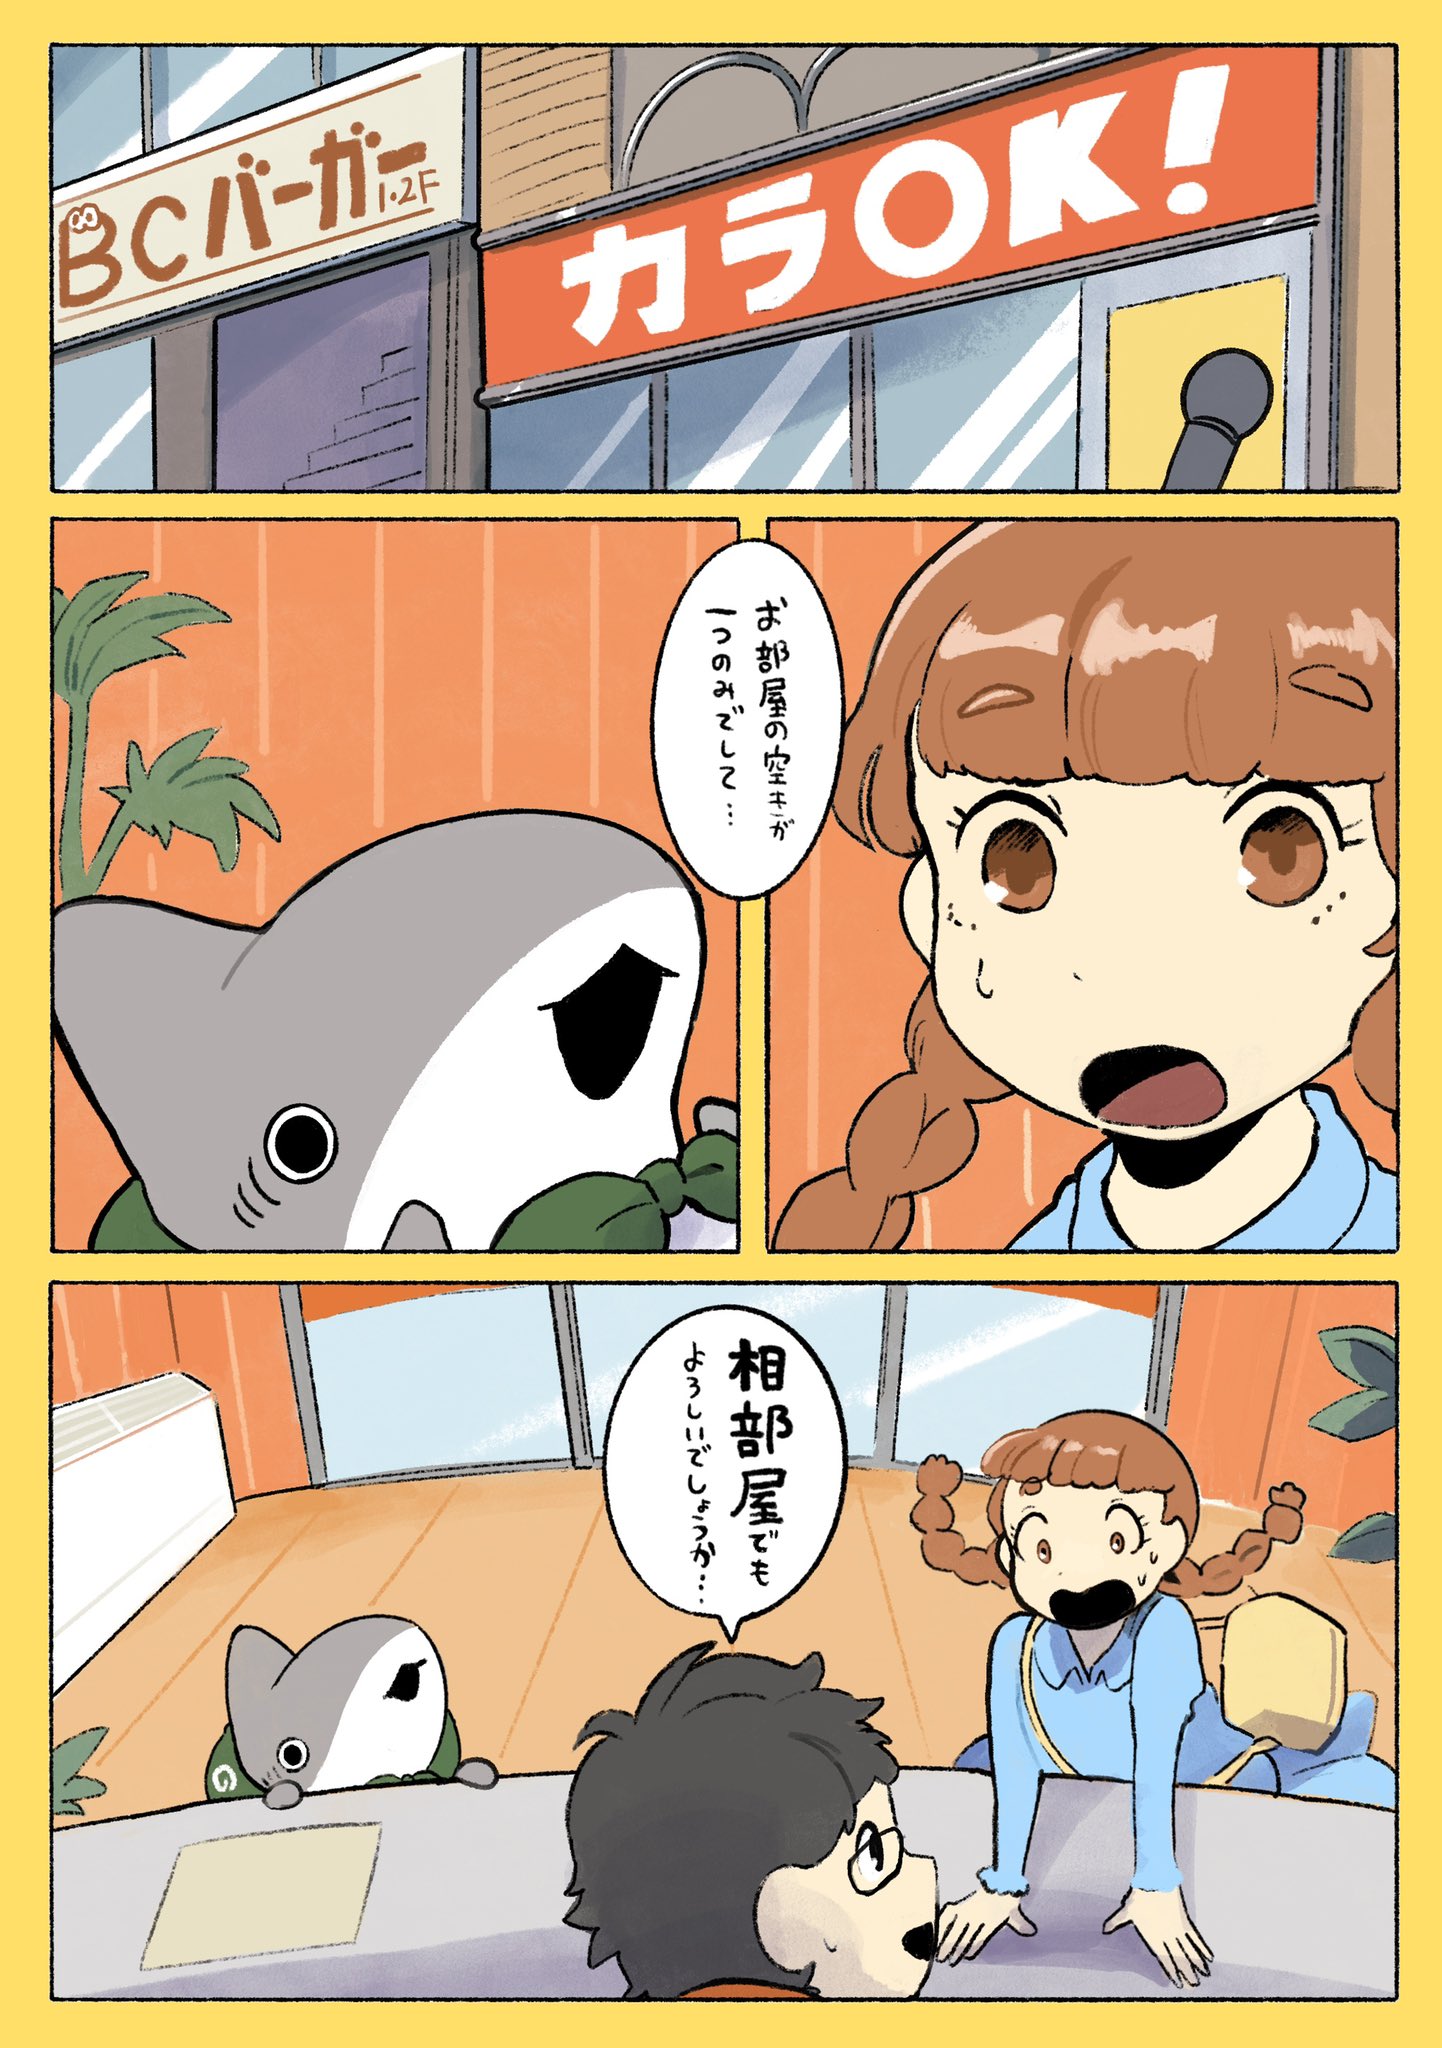 BCバーガー
1.2F
カラOK!
お部屋の空きが
一つのみでして…
相部屋でも
よろしいでしょうか…
G